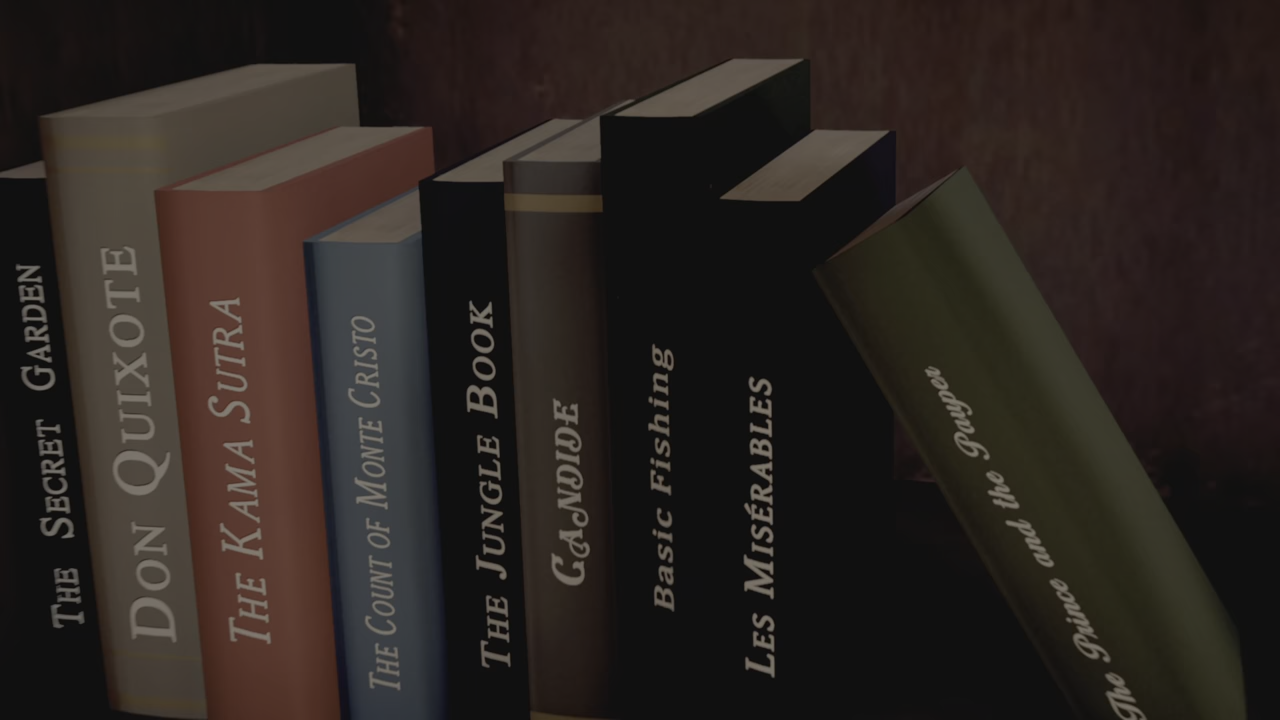 The Secret Garden
Don Quixote
The Kama Sutra
The Count of Monte Cristo
The Jungle Book
Candide
Basic Fishing
Les Misérables
The Prince and the Pauper